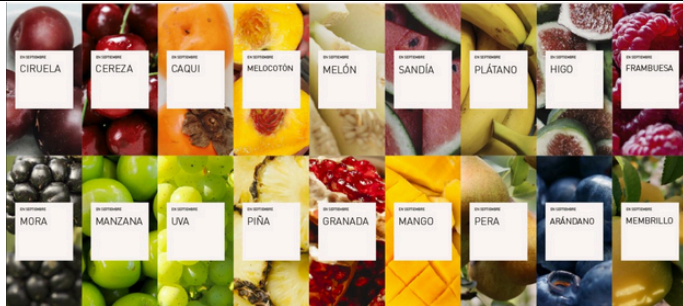 EN SEPTIEMBRE
CIRUELA
EN SEPTIEMBRE
CEREZA
EN SEPTIEMBRE
CAQUI
EN SEPTIEMBRE
MELOCOTÓN
EN SEPTIEMBRE
MELÓN
EN SEPTIEMBRE
SANDÍA
EN SEPTIEMBRE
PLÁTANO
EN SEPTIEMBRE
HIGO
EN SEPTIEMBRE
FRAMBUESA
EN SEPTIEMBRE
MORA
EN SEPTIEMBRE
MANZANA
EN SEPTIEMBRE
UVA
EN SEPTIEMBRE
PIÑA
EN SEPTIEMBRE
GRANADA
EN SEPTIEMBRE
MANGO
EN SEPTIEMBRE
PERA
EN SEPTIEMBRE
ARÁNDANO
EN SEPTIEMBRE
MEMBRILLO